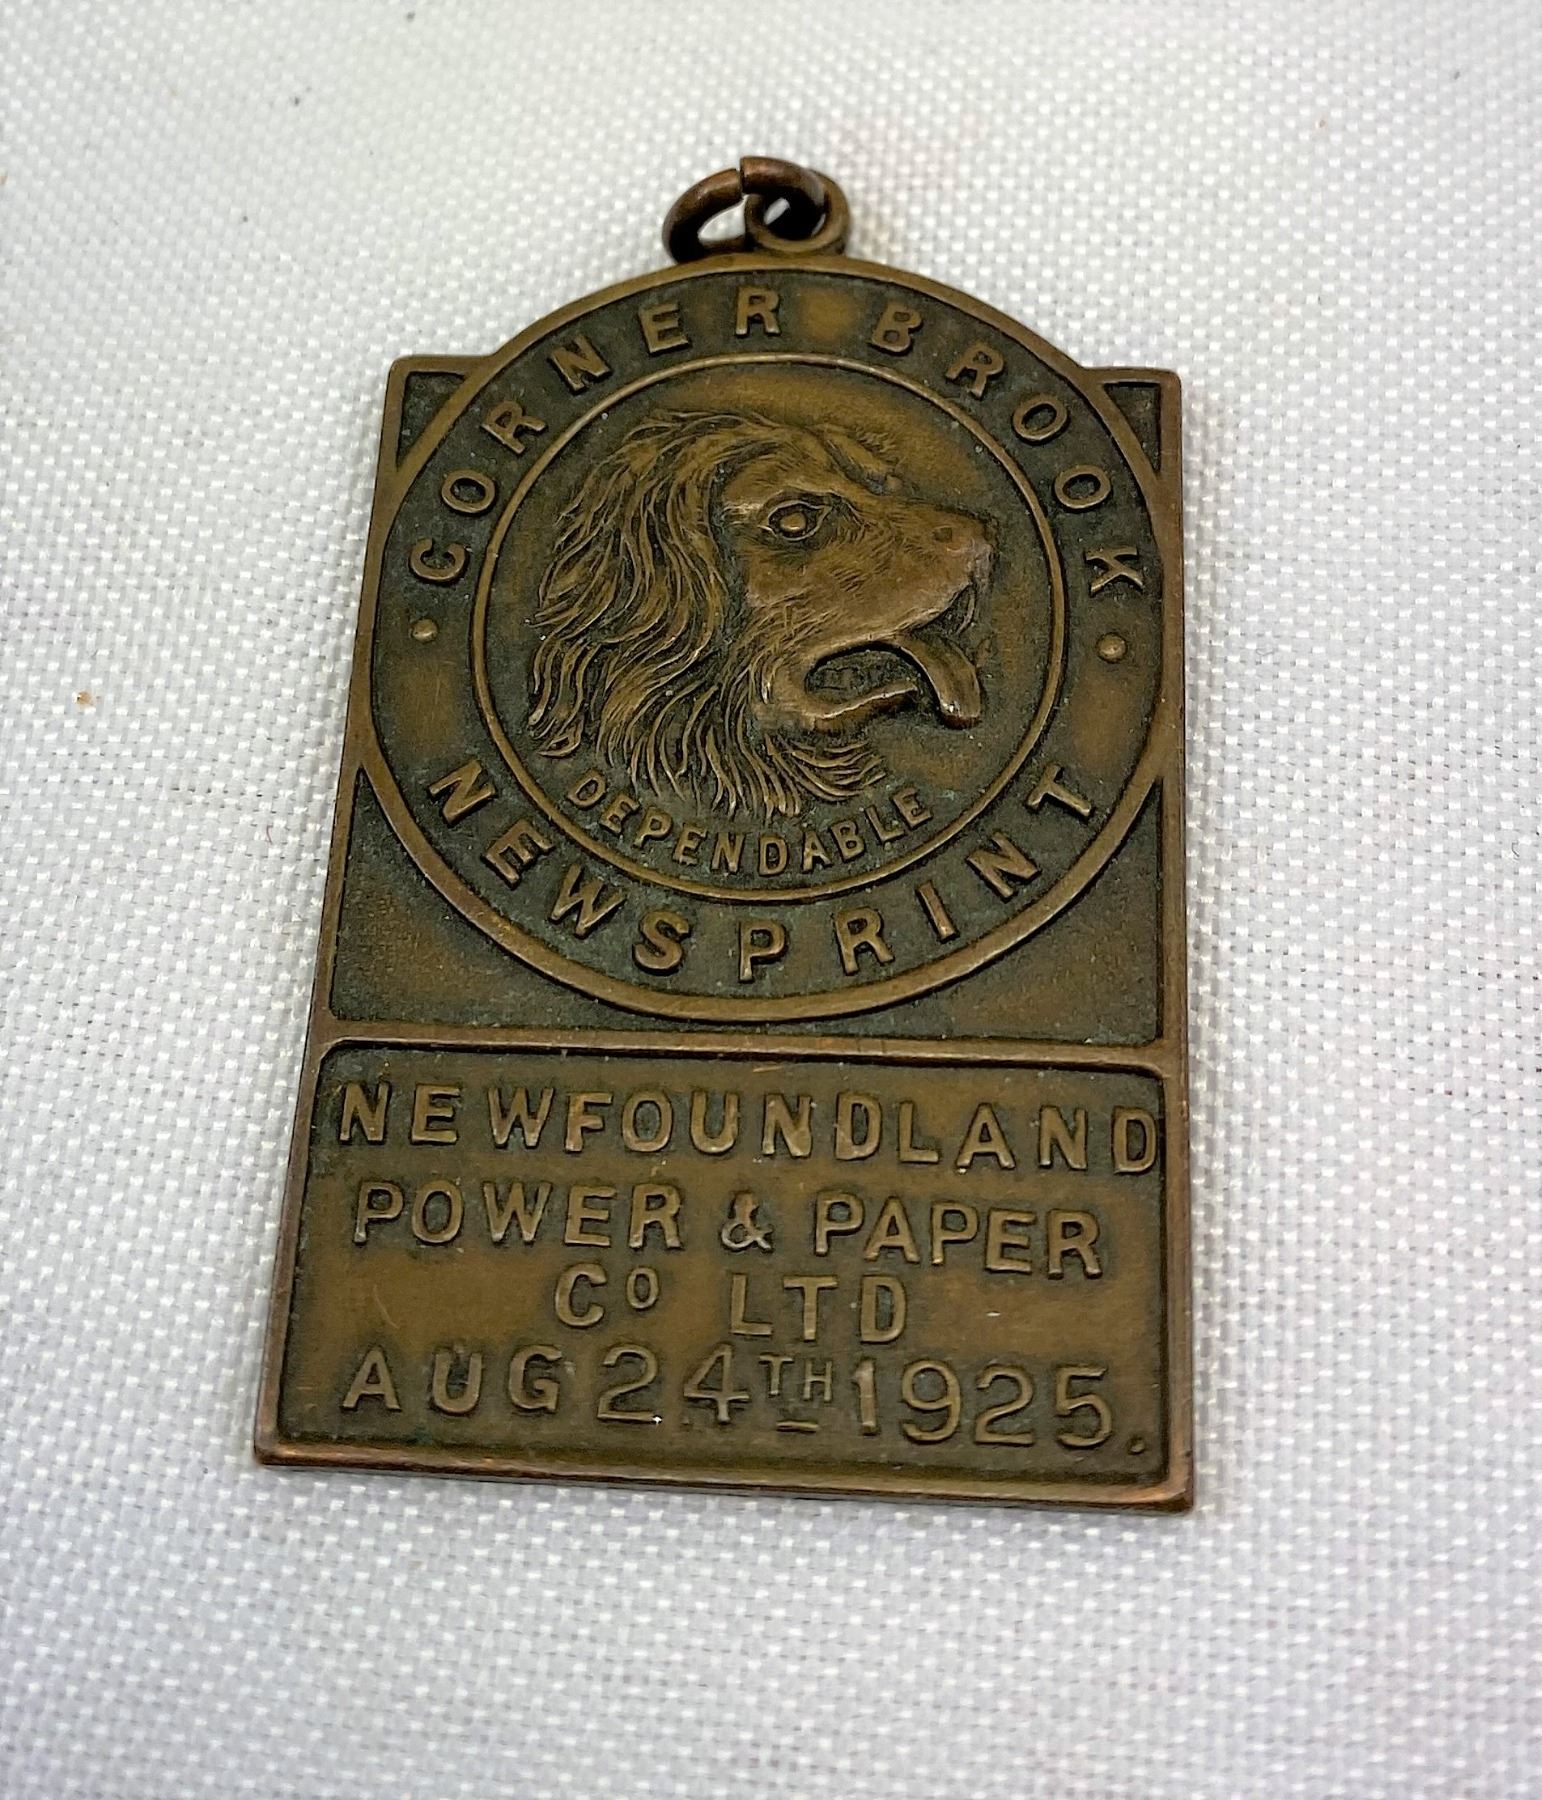 CORNER BROOK
DEPENDABLE
NEWSPRINT
NEWFOUNDLAND
POWER & PAPER
Cº LTD
AUG 24TH 1925.